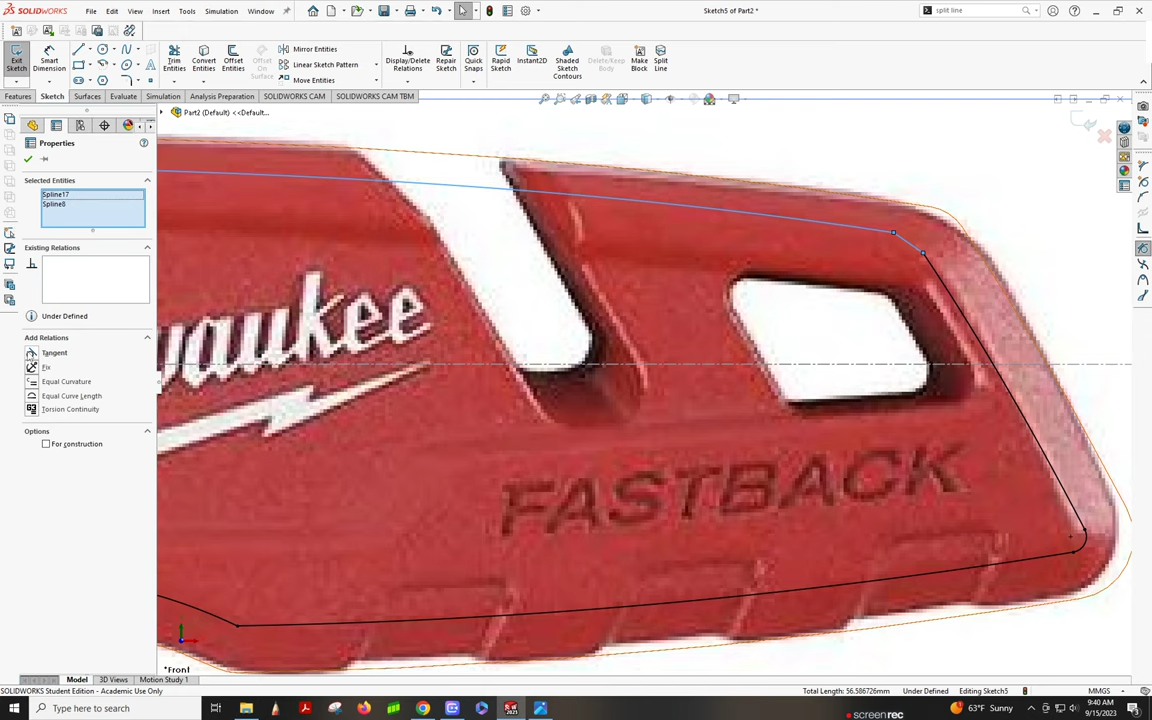 SOLIDWORKS File Edit View Insert Tools Simulation Window Sketch5 of Part2 * split line
Exit Sketch
Smart Dimension
Trim Entities
Convert Entities
Offset Entities
Offset On Surface
Mirror Entities
Linear Sketch Pattern
Move Entities
Display/Delete Relations
Repair Sketch
Quick Snaps
Rapid Sketch
Instant2D
Shaded Sketch Contours
Delete/Keep Body
Make Block
Split Line
Features Sketch Surfaces Evaluate Simulation Analysis Preparation SOLIDWORKS CAM SOLIDWORKS CAM TBM
Part2 (Default) <<Default...
Properties
Selected Entities
Spline17
Spline8
Existing Relations
Under Defined
Add Relations
Tangent
Fix
Equal Curvature
Equal Curve Length
Torsion Continuity
Options
For construction
waukee
FASTBACK
*Front
Model 3D Views Motion Study 1
SOLIDWORKS Student Edition - Academic Use Only Total Length: 56.586726mm Under Defined Editing Sketch5 MMGS
Type here to search 63°F Sunny 9:40 AM
9/15/2023
screenrec